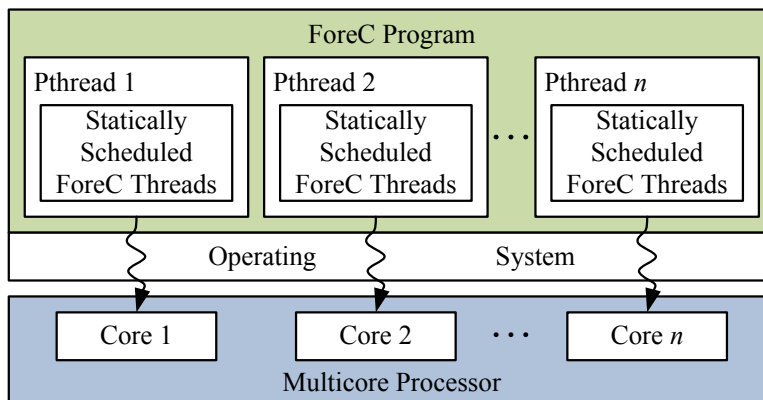 ForeC Program
Pthread 1
Statically
Scheduled
ForeC Threads
Pthread 2
Statically
Scheduled
ForeC Threads
...
Pthread n
Statically
Scheduled
ForeC Threads
Operating System
Core 1
Core 2
...
Core n
Multicore Processor